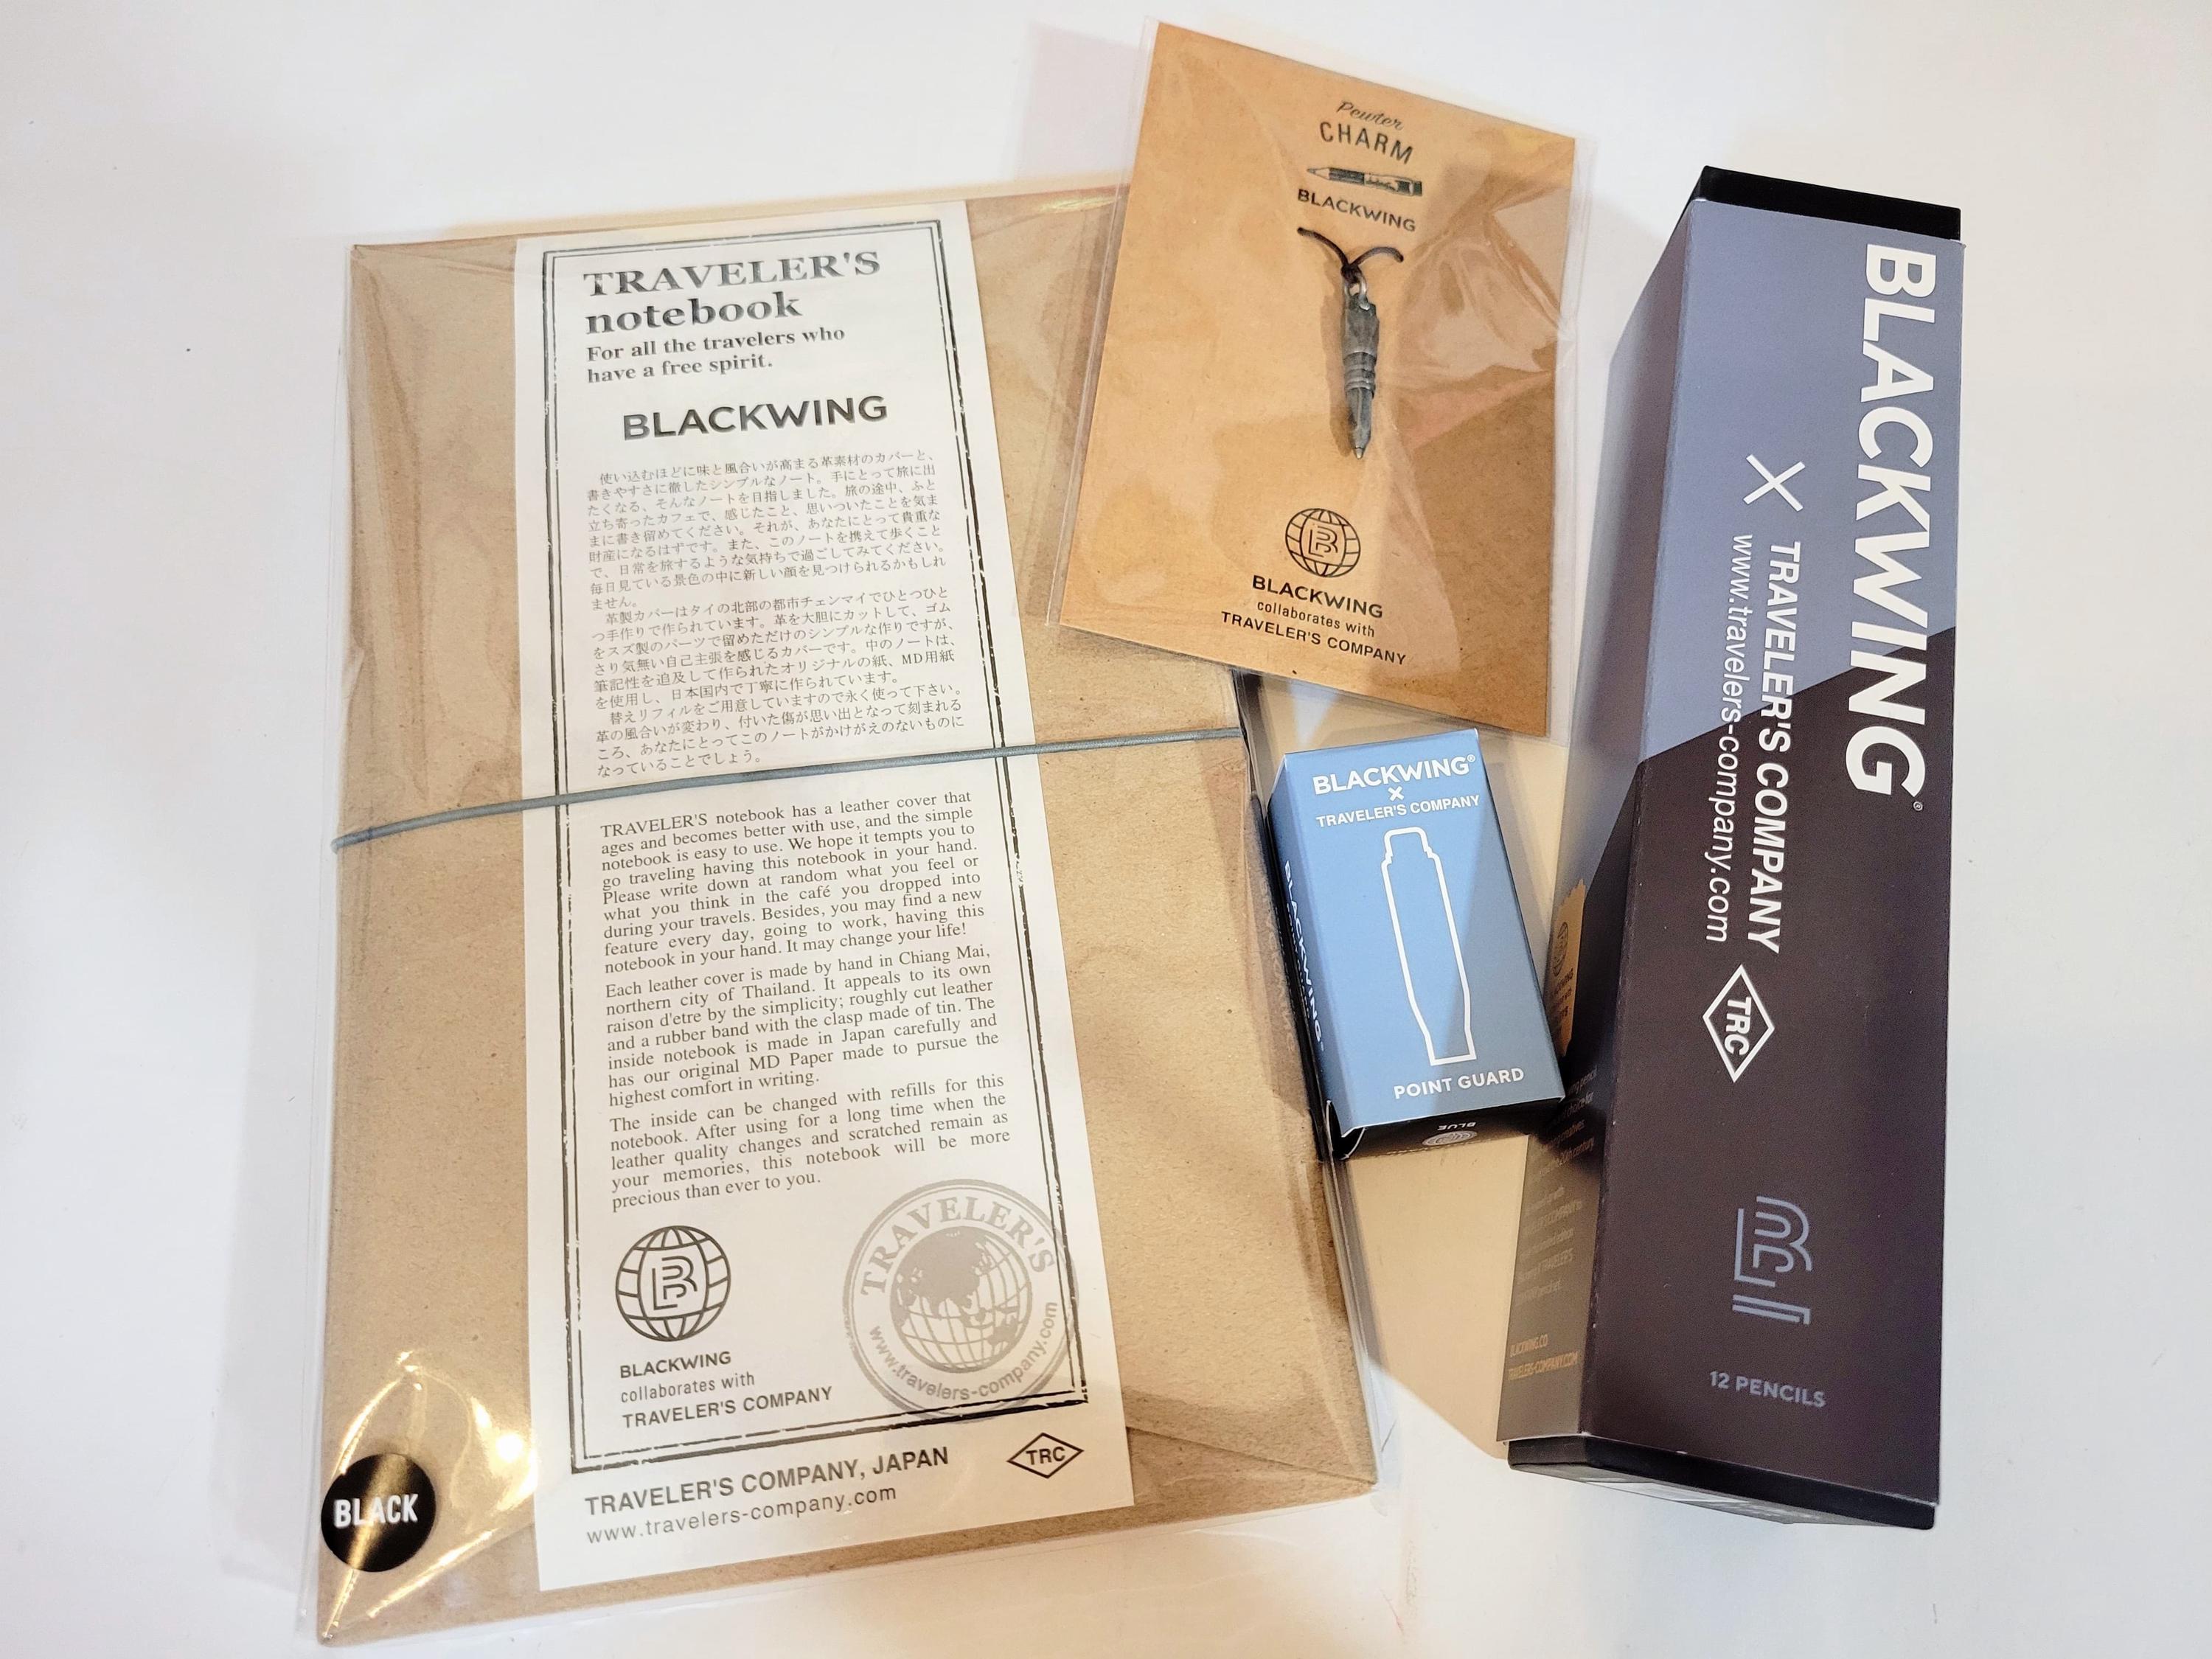 TRAVELER'S
notebook
For all the travelers who
have a free spirit.
BLACKWING
使い込むほどに味と風合いが高まる革素材のカバーと、
書きやすさに徹したシンプルなノート。手にとって旅に出
たくなる、そんなノートを目指しました。旅の途中、ふと
立ち寄ったカフェで、感じたこと、思いついたことを気ま
まに書き留めてください。それが、あなたにとって貴重な
財産になるはずです。また、このノートを携えて歩くこと
で、日常を旅するような気持ちで過ごしてみてください。
毎日見ている景色の中に新しい顔を見つけられるかもしれ
ません。
革製カバーはタイの北部の都市チェンマイでひとつひと
つ手作りで作られています。革を大胆にカットして、ゴム
をスズ製のパーツで留めただけのシンプルな作りですが、
さり気無い自己主張を感じるカバーです。中のノートは、
筆記性を追及して作られたオリジナルの紙、MD用紙
を使用し、日本国内で丁寧に作られています。
替えリフィルをご用意していますので永く使って下さい。
革の風合いが変わり、付いた傷が思い出となって刻まれる
ころ、あなたにとってこのノートがかけがえのないものに
なっていることでしょう。
TRAVELER'S notebook has a leather cover that
ages and becomes better with use, and the simple
notebook is easy to use. We hope it tempts you to
go traveling having this notebook in your hand.
Please write down at random what you feel or
what you think in the café you dropped into
during your travels. Besides, you may find a new
feature every day, going to work, having this
notebook in your hand. It may change your life!
Each leather cover is made by hand in Chiang Mai,
northern city of Thailand. It appeals to its own
raison d'etre by the simplicity; roughly cut leather
and a rubber band with the clasp made of tin. The
inside notebook is made in Japan carefully and
has our original MD Paper made to pursue the
highest comfort in writing.
The inside can be changed with refills for this
notebook. After using for a long time when the
leather quality changes and scratched remain as
your memories, this notebook will be more
precious than ever to you.
B
BLACKWING
collaborates with
TRAVELER'S COMPANY
TRAVELER'S
www.travelers-company.com
TRAVELER'S COMPANY, JAPAN
www.travelers-company.com
TRC
BLACK
Pewter
CHARM
BLACKWING
B
BLACKWING
collaborates with
TRAVELER'S COMPANY
BLACKWING®
×
TRAVELER'S COMPANY
POINT GUARD
BLACKWING®
BLUE
BLACKWING®
× TRAVELER'S COMPANY TRC
www.travelers-company.com
B
12 PENCILS
BLACKWING.CO
TRAVELERS-COMPANY.COM